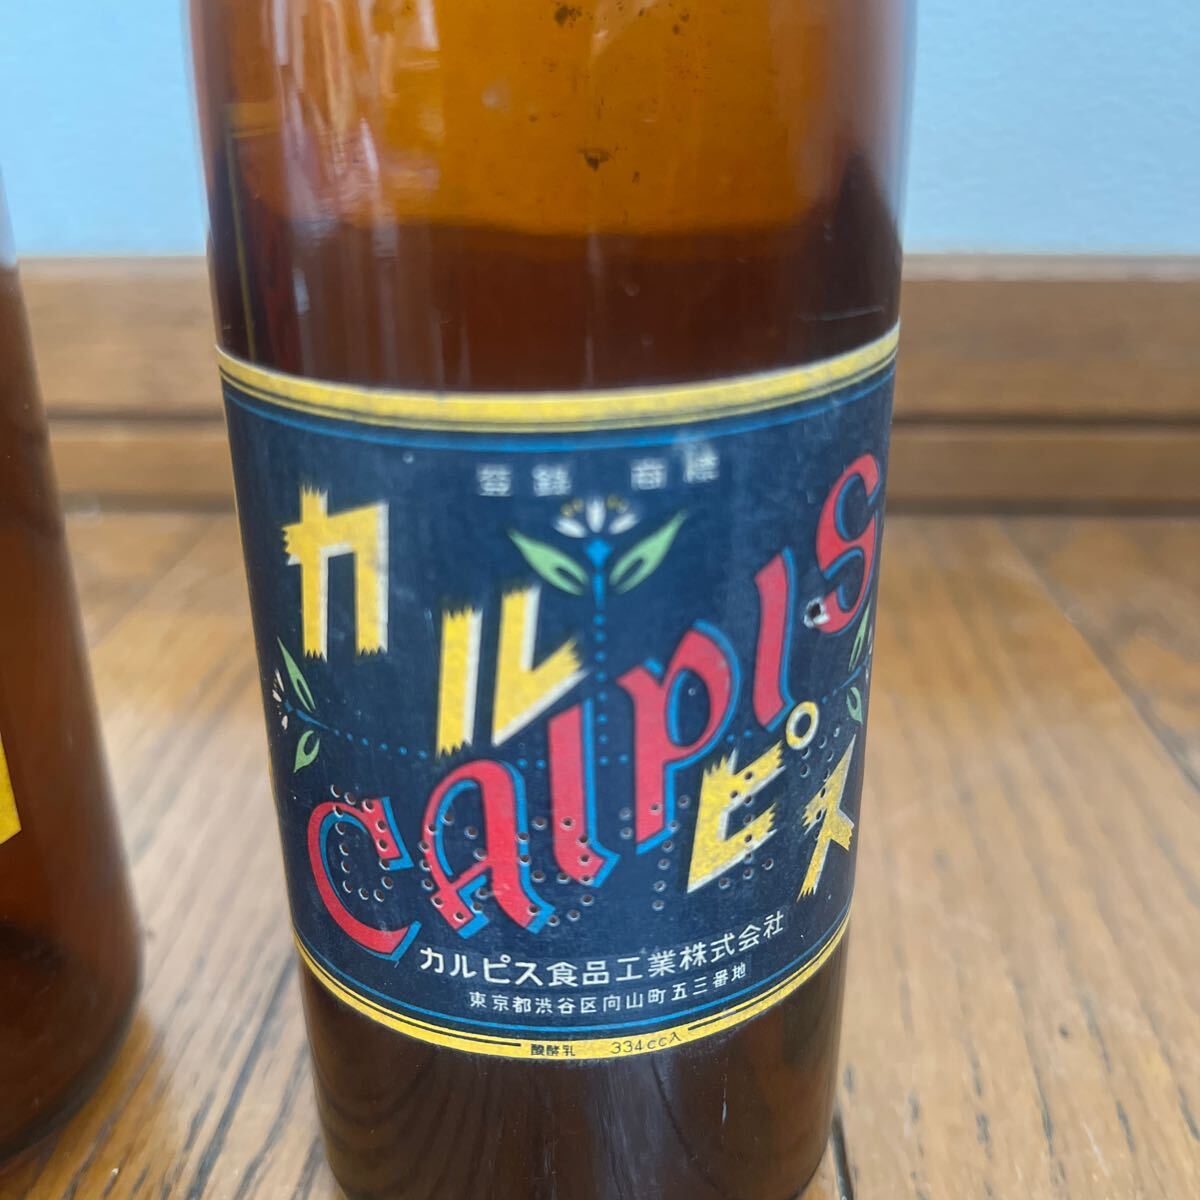 登録 商標
カルピス
CAlPIS
カルピス食品工業株式会社
東京都渋谷区向山町五三番地
醗酵乳 334cc入